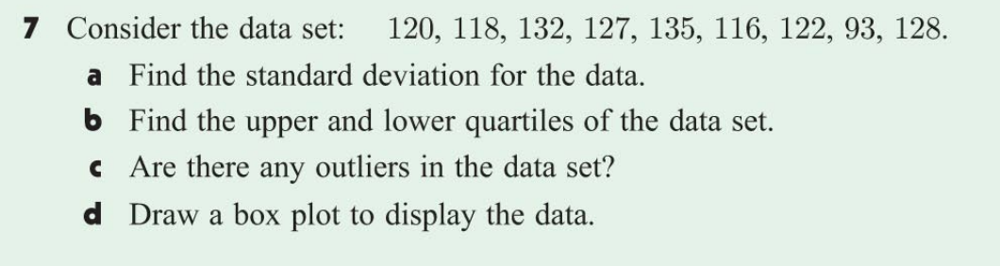 7 Consider the data set: 120, 118, 132, 127, 135, 116, 122, 93, 128.
a Find the standard deviation for the data.
b Find the upper and lower quartiles of the data set.
c Are there any outliers in the data set?
d Draw a box plot to display the data.